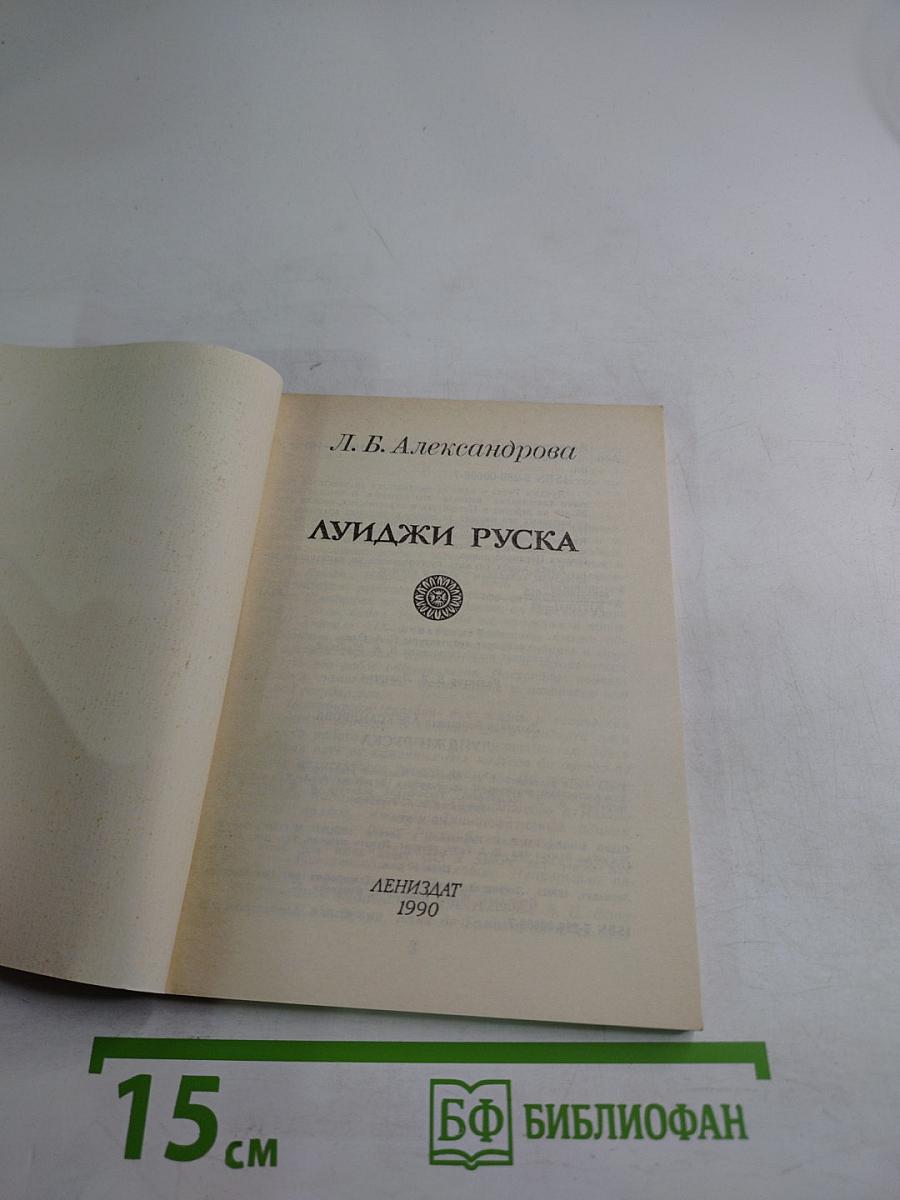 Л. Б. Александрова
ЛУИДЖИ РУСКА
ЛЕНИЗДАТ
1990
15 см
БФ БИБЛИОФАН